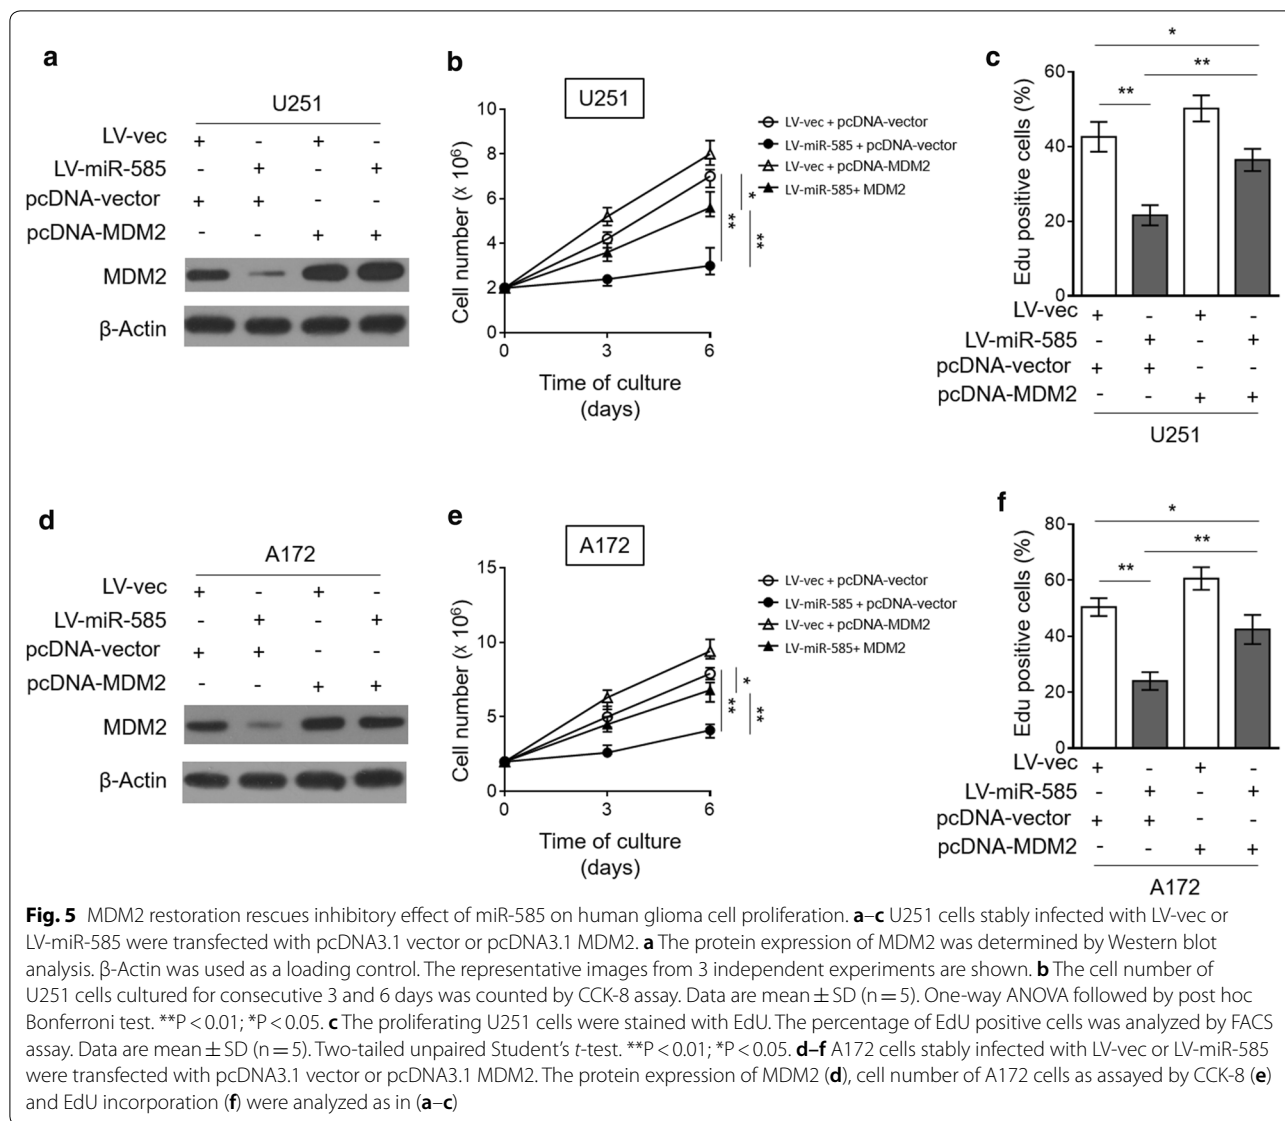 a
U251
LV-vec + - + -
LV-miR-585 - + - +
pcDNA-vector + + - -
pcDNA-MDM2 - - + +
MDM2
β-Actin
b
U251
Cell number (x 10⁶)
10
8
6
4
2
0
0 3 6
Time of culture
(days)
LV-vec + pcDNA-vector
LV-miR-585 + pcDNA-vector
LV-vec + pcDNA-MDM2
LV-miR-585+ MDM2
**
*
**
c
Edu positive cells (%)
60
40
20
0
*
**
**
LV-vec + - + -
LV-miR-585 - + - +
pcDNA-vector + + - -
pcDNA-MDM2 - - + +
U251
d
A172
LV-vec + - + -
LV-miR-585 - + - +
pcDNA-vector + + - -
pcDNA-MDM2 - - + +
MDM2
β-Actin
e
A172
Cell number (x 10⁶)
15
10
5
0
0 3 6
Time of culture
(days)
LV-vec + pcDNA-vector
LV-miR-585 + pcDNA-vector
LV-vec + pcDNA-MDM2
LV-miR-585+ MDM2
**
*
**
f
Edu positive cells (%)
80
60
40
20
0
*
**
**
LV-vec + - + -
LV-miR-585 - + - +
pcDNA-vector + + - -
pcDNA-MDM2 - - + +
A172
Fig. 5 MDM2 restoration rescues inhibitory effect of miR-585 on human glioma cell proliferation. a–c U251 cells stably infected with LV-vec or
LV-miR-585 were transfected with pcDNA3.1 vector or pcDNA3.1 MDM2. a The protein expression of MDM2 was determined by Western blot
analysis. β-Actin was used as a loading control. The representative images from 3 independent experiments are shown. b The cell number of
U251 cells cultured for consecutive 3 and 6 days was counted by CCK-8 assay. Data are mean ± SD (n = 5). One-way ANOVA followed by post hoc
Bonferroni test. **P < 0.01; *P < 0.05. c The proliferating U251 cells were stained with EdU. The percentage of EdU positive cells was analyzed by FACS
assay. Data are mean ± SD (n = 5). Two-tailed unpaired Student's t-test. **P < 0.01; *P < 0.05. d–f A172 cells stably infected with LV-vec or LV-miR-585
were transfected with pcDNA3.1 vector or pcDNA3.1 MDM2. The protein expression of MDM2 (d), cell number of A172 cells as assayed by CCK-8 (e)
and EdU incorporation (f) were analyzed as in (a–c)